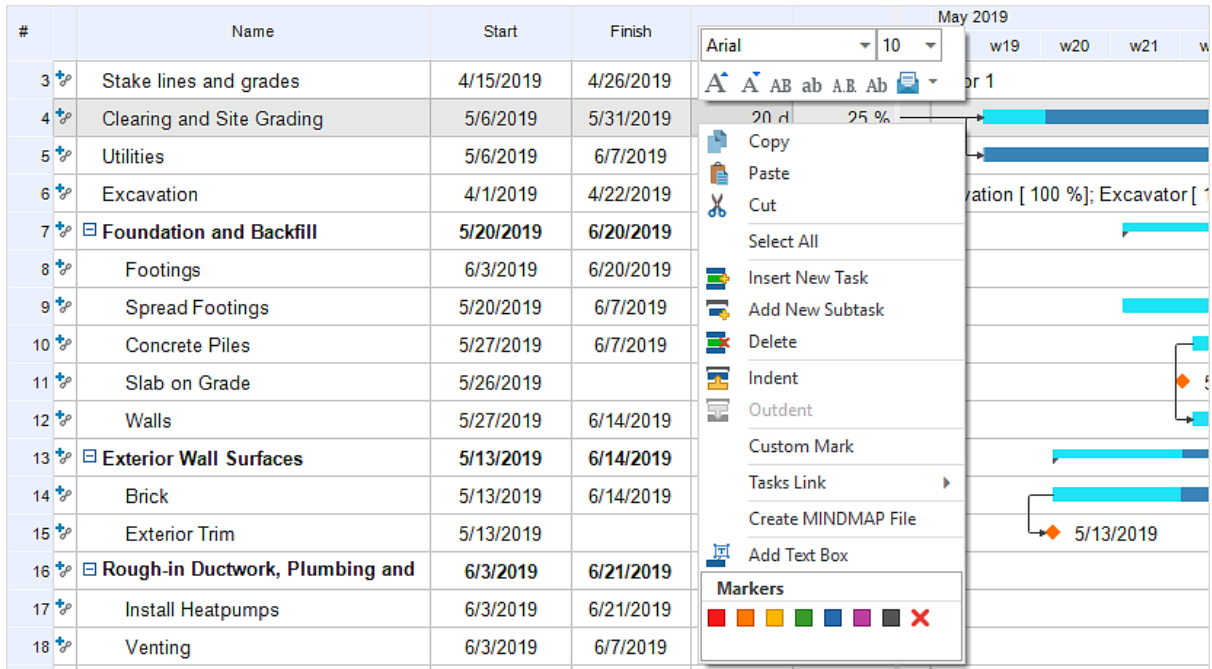 May 2019
# Name Start Finish
w19 w20 w21
Arial 10
AB ab A.B. Ab
3 Stake lines and grades 4/15/2019 4/26/2019 or 1
4 Clearing and Site Grading 5/6/2019 5/31/2019 20 d 25 %
5 Utilities 5/6/2019 6/7/2019
6 Excavation 4/1/2019 4/22/2019 vation [ 100 %]; Excavator [
7 Foundation and Backfill 5/20/2019 6/20/2019
8 Footings 6/3/2019 6/20/2019
9 Spread Footings 5/20/2019 6/7/2019
10 Concrete Piles 5/27/2019 6/7/2019
11 Slab on Grade 5/26/2019
12 Walls 5/27/2019 6/14/2019
13 Exterior Wall Surfaces 5/13/2019 6/14/2019
14 Brick 5/13/2019 6/14/2019
15 Exterior Trim 5/13/2019 5/13/2019
16 Rough-in Ductwork, Plumbing and 6/3/2019 6/21/2019
17 Install Heatpumps 6/3/2019 6/21/2019
18 Venting 6/3/2019 6/7/2019
Copy
Paste
Cut
Select All
Insert New Task
Add New Subtask
Delete
Indent
Outdent
Custom Mark
Tasks Link
Create MINDMAP File
Add Text Box
Markers